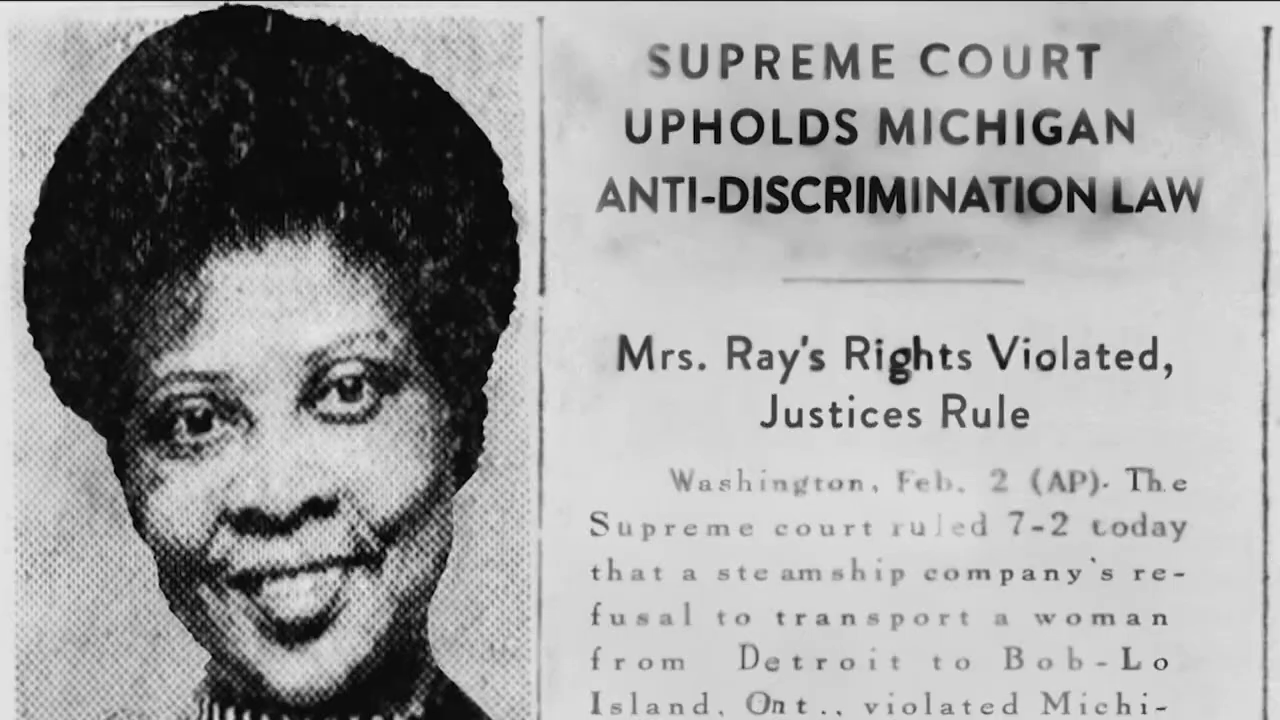 SUPREME COURT
UPHOLDS MICHIGAN
ANTI-DISCRIMINATION LAW
Mrs. Ray's Rights Violated,
Justices Rule
Washington, Feb. 2 (AP). The
Supreme court ruled 7-2 today
that a steamship company's re-
fusal to transport a woman
from Detroit to Bob-Lo
Island, Ont., violated Michi-